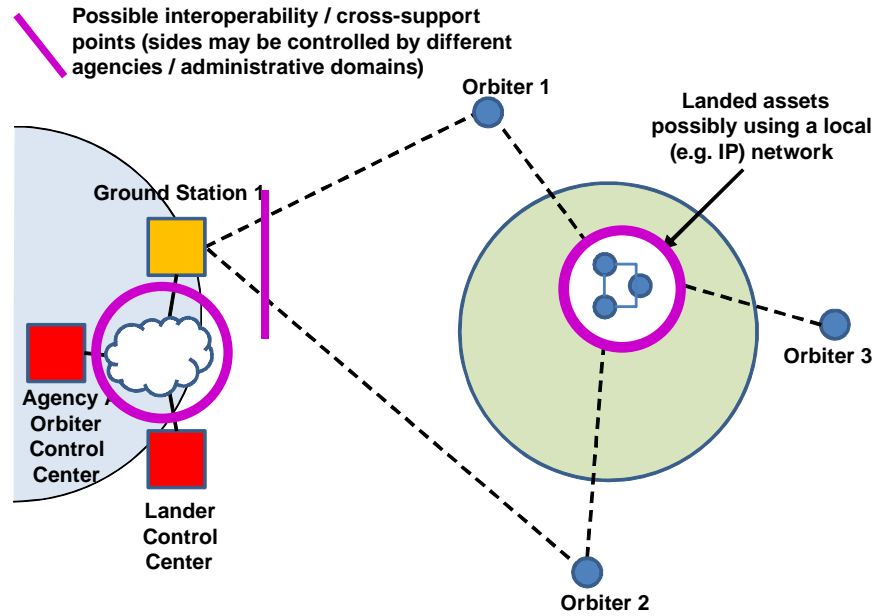 Possible interoperability / cross-support
points (sides may be controlled by different
agencies / administrative domains)
Orbiter 1
Landed assets
possibly using a local
(e.g. IP) network
Ground Station 1
Orbiter 3
Agency A
Orbiter
Control
Center
Lander
Control
Center
Orbiter 2